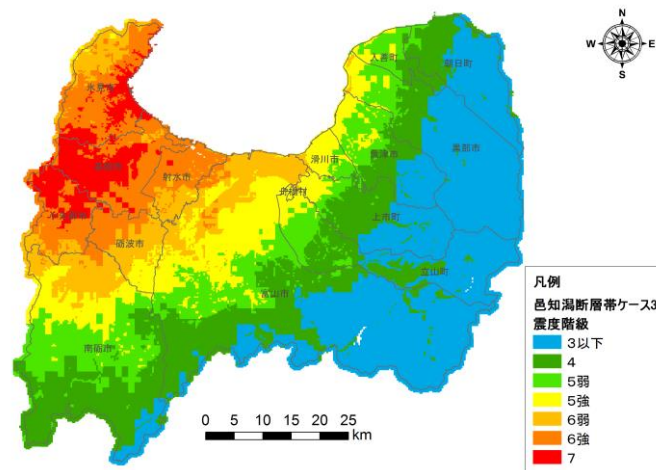 N
W
E
S
入善町
朝日町
氷見市
黒部市
滑川市
魚津市
高岡市
射水市
舟橋村
小矢部市
上市町
砺波市
立山町
富山市
南砺市
凡例
邑知潟断層帯ケース3
震度階級
3以下
4
5弱
5強
6弱
6強
7
0 5 10 15 20 25
km